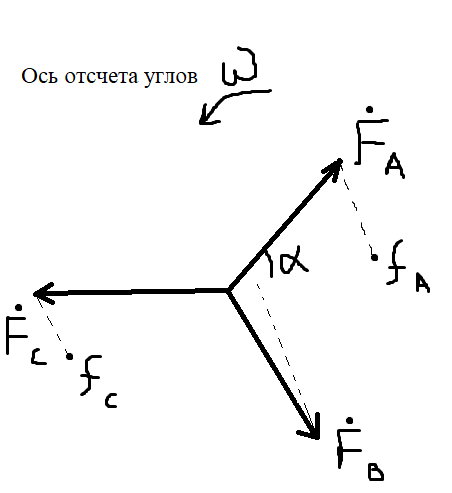 Ось отсчета углов ω
Ḟ_A
α
f_A
Ḟ_C
f_C
Ḟ_B